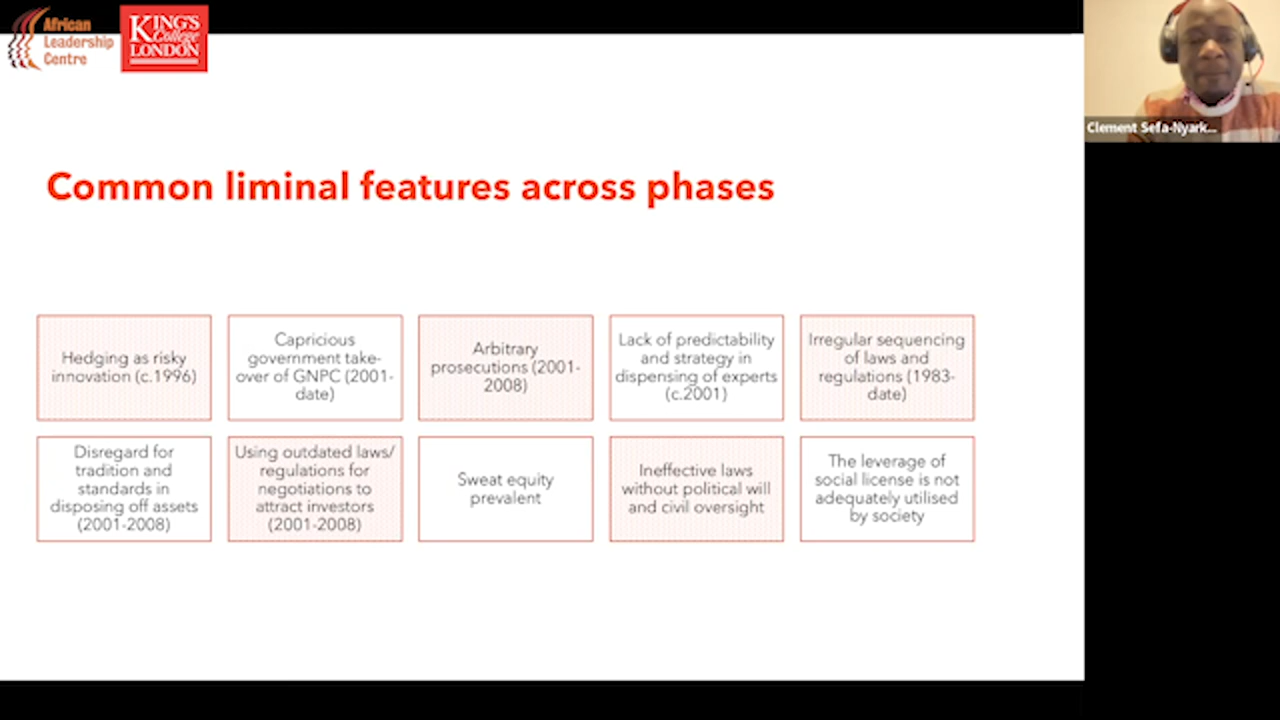 African
Leadership
Centre
KING'S
College
LONDON
Clement Sefa-Nyark...
Common liminal features across phases
Hedging as risky
innovation (c.1996)
Capricious
government take-
over of GNPC (2001-
date)
Arbitrary
prosecutions (2001-
2008)
Lack of predictability
and strategy in
dispensing of experts
(c.2001)
Irregular sequencing
of laws and
regulations (1983-
date)
Disregard for
tradition and
standards in
disposing off assets
(2001-2008)
Using outdated laws/
regulations for
negotiations to
attract investors
(2001-2008)
Sweat equity
prevalent
Ineffective laws
without political will
and civil oversight
The leverage of
social license is not
adequately utilised
by society